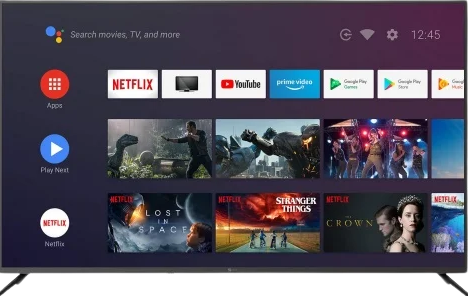 Search movies, TV, and more
12:45
NETFLIX
YouTube
prime video
Google Play
Games
Google Play
Store
Google Play
Apps
Play Next
NETFLIX
LOST
IN
SPACE
NETFLIX
STRANGER
THINGS
NETFLIX
THE
CROWN
NETFLIX
NETFLIX
Netflix